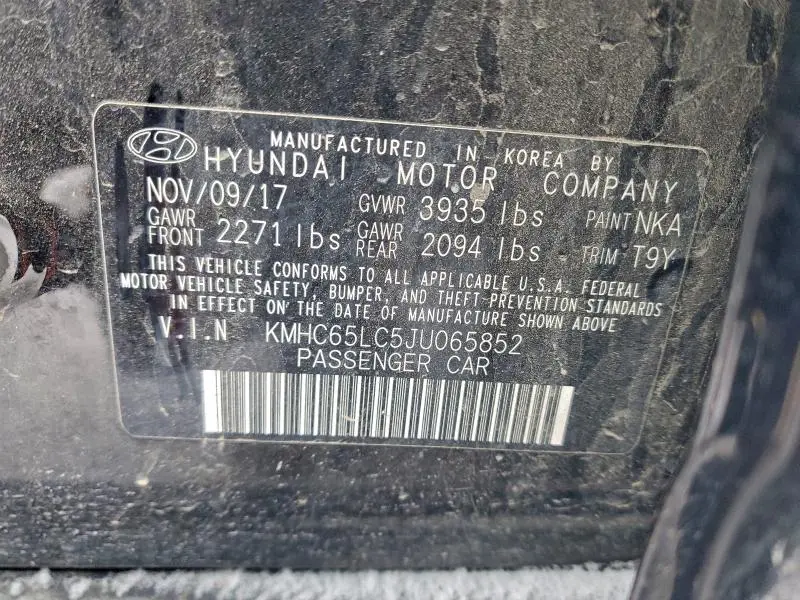 MANUFACTURED IN KOREA BY
HYUNDAI MOTOR COMPANY
NOV/09/17 GVWR 3935 lbs PAINT NKA
GAWR FRONT 2271 lbs GAWR REAR 2094 lbs TRIM T9Y
THIS VEHICLE CONFORMS TO ALL APPLICABLE U.S.A. FEDERAL
MOTOR VEHICLE SAFETY, BUMPER, AND THEFT PREVENTION STANDARDS
IN EFFECT ON THE DATE OF MANUFACTURE SHOWN ABOVE
V.I.N KMHC65LC5JU065852
PASSENGER CAR